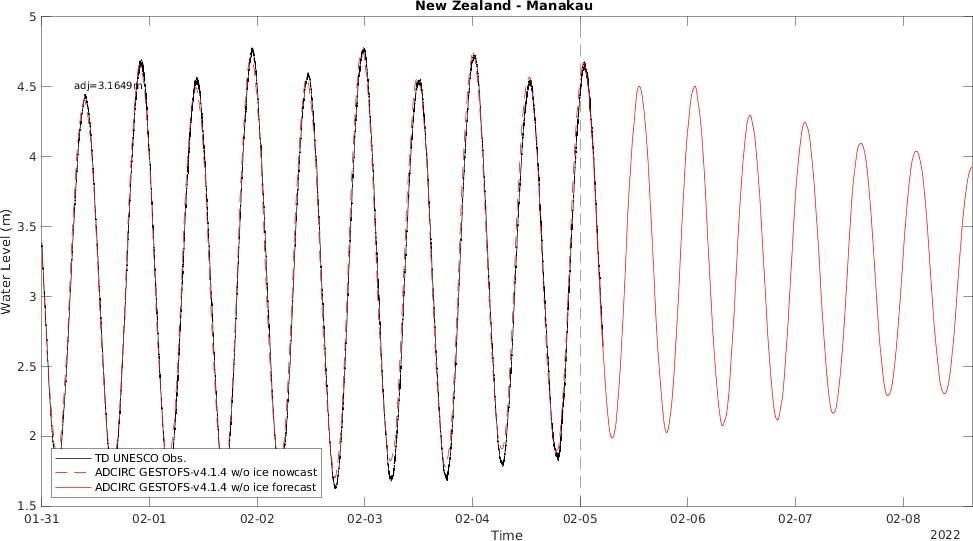 New Zealand - Manakau
5
4.5
4
3.5
3
2.5
2
1.5
Water Level (m)
adj=3.1649m
TD UNESCO Obs.
ADCIRC GESTOFS-v4.1.4 w/o ice nowcast
ADCIRC GESTOFS-v4.1.4 w/o ice forecast
01-31 02-01 02-02 02-03 02-04 02-05 02-06 02-07 02-08
Time
2022